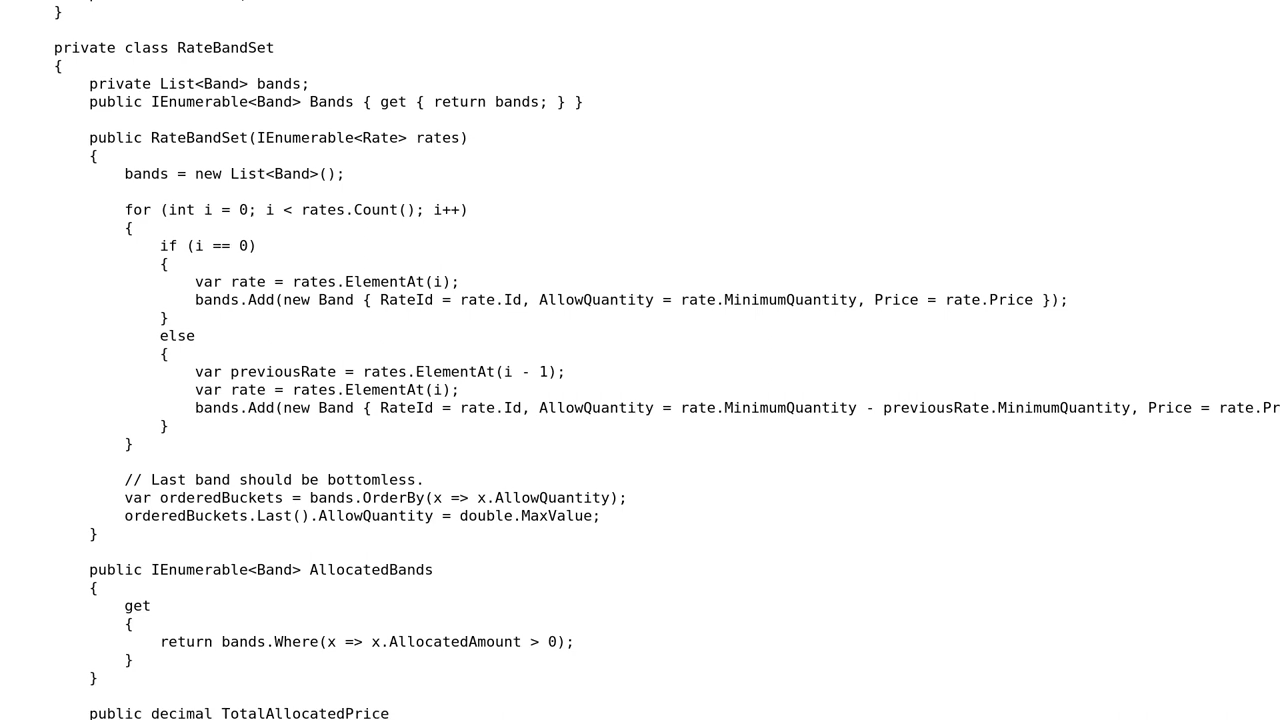 }
private class RateBandSet
{
private List<Band> bands;
public IEnumerable<Band> Bands { get { return bands; } }
public RateBandSet(IEnumerable<Rate> rates)
{
bands = new List<Band>();
for (int i = 0; i < rates.Count(); i++)
{
if (i == 0)
{
var rate = rates.ElementAt(i);
bands.Add(new Band { RateId = rate.Id, AllowQuantity = rate.MinimumQuantity, Price = rate.Price });
}
else
{
var previousRate = rates.ElementAt(i - 1);
var rate = rates.ElementAt(i);
bands.Add(new Band { RateId = rate.Id, AllowQuantity = rate.MinimumQuantity - previousRate.MinimumQuantity, Price = rate.Pr
}
}
// Last band should be bottomless.
var orderedBuckets = bands.OrderBy(x => x.AllowQuantity);
orderedBuckets.Last().AllowQuantity = double.MaxValue;
}
public IEnumerable<Band> AllocatedBands
{
get
{
return bands.Where(x => x.AllocatedAmount > 0);
}
}
public decimal TotalAllocatedPrice